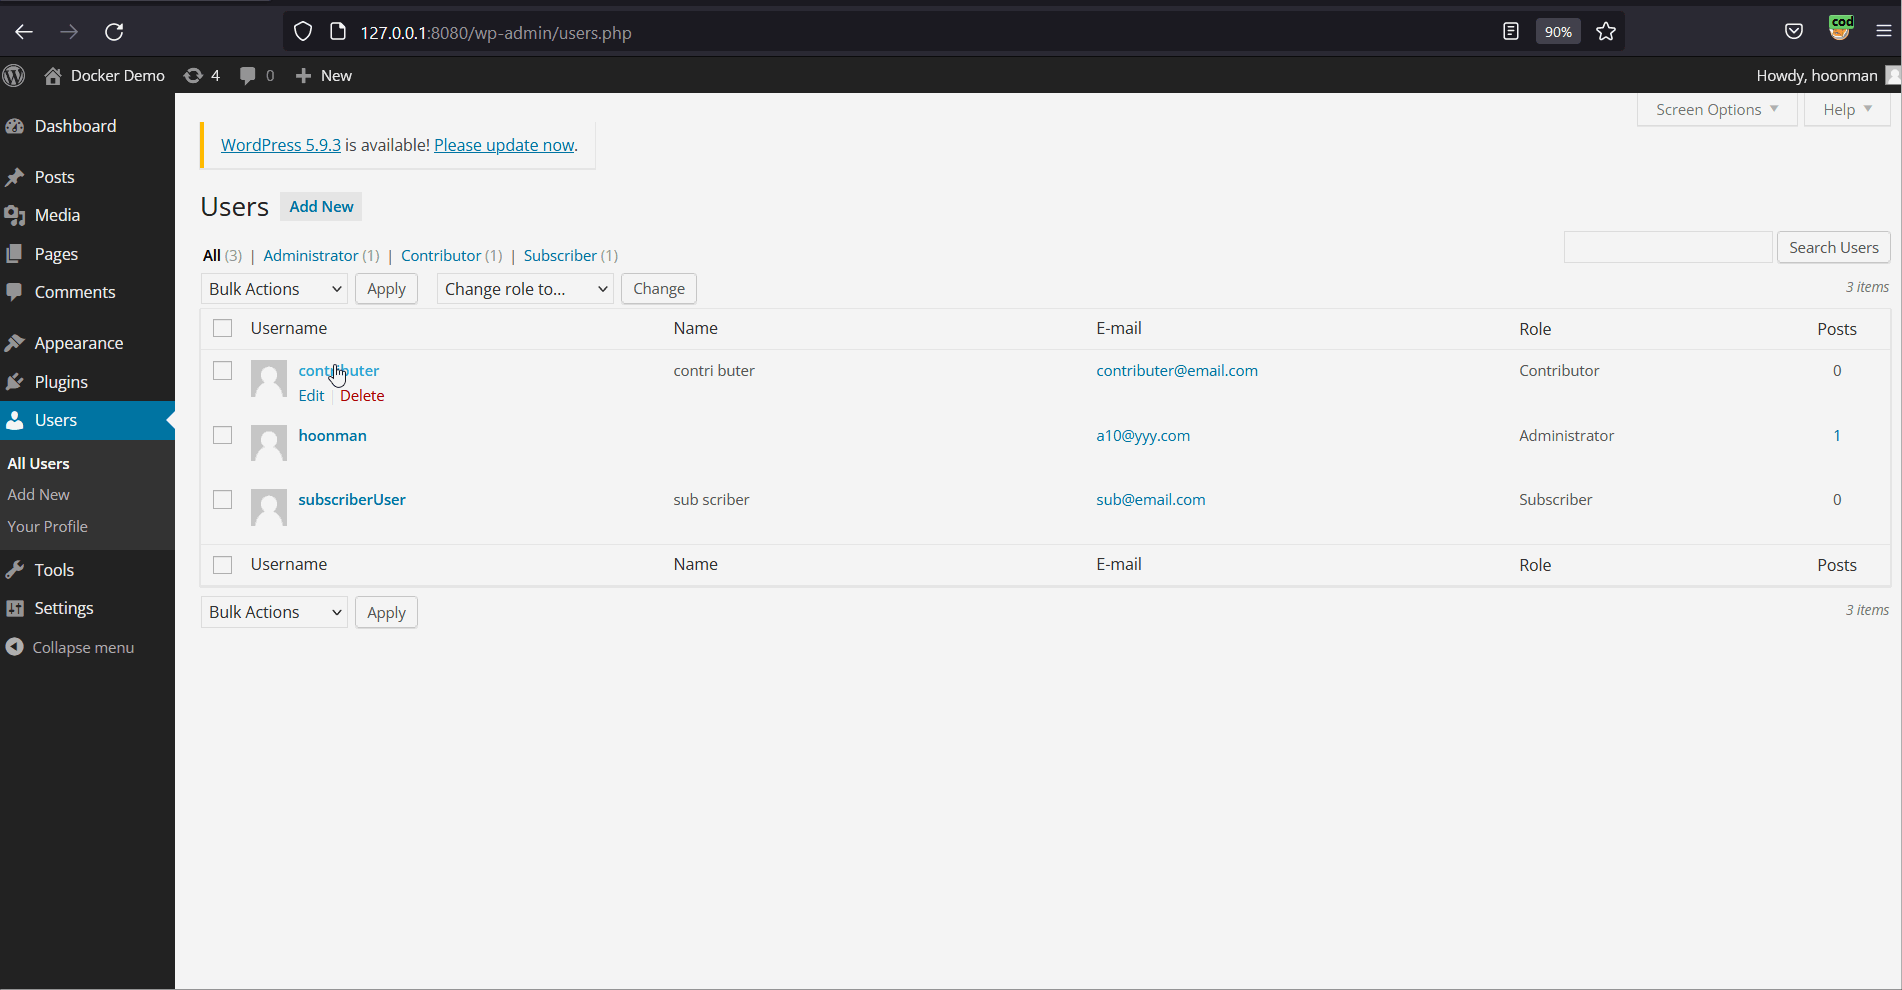 127.0.0.1:8080/wp-admin/users.php
90%
cod
Docker Demo 4 0 New
Howdy, hoonman
Dashboard
Posts
Media
Pages
Comments
Appearance
Plugins
Users
All Users
Add New
Your Profile
Tools
Settings
Collapse menu
Screen Options Help
WordPress 5.9.3 is available! Please update now.
Users Add New
All (3) | Administrator (1) | Contributor (1) | Subscriber (1)
Search Users
Bulk Actions Apply Change role to... Change
3 items
Username Name E-mail Role Posts
contributer contri buter contributer@email.com Contributor 0
Edit | Delete
hoonman a10@yyy.com Administrator 1
subscriberUser sub scriber sub@email.com Subscriber 0
Username Name E-mail Role Posts
Bulk Actions Apply
3 items